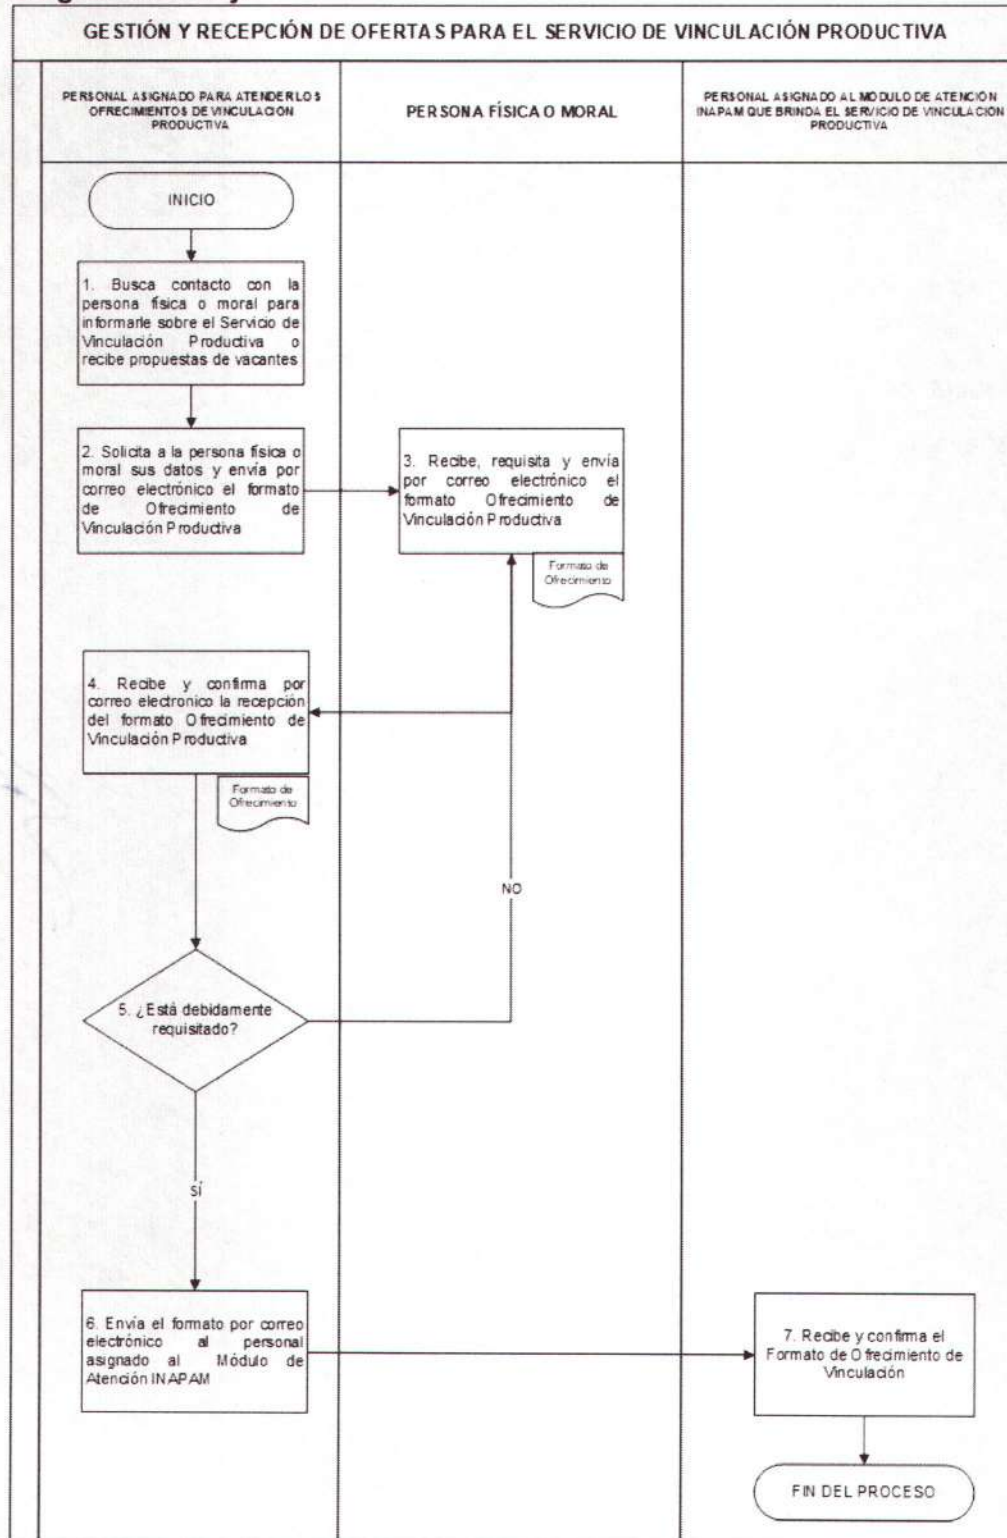 GESTIÓN Y RECEPCIÓN DE OFERTAS PARA EL SERVICIO DE VINCULACIÓN PRODUCTIVA
PERSONAL ASIGNADO PARA ATENDER LOS
OFRECIMIENTOS DE VINCULACIÓN
PRODUCTIVA
PERSONA FÍSICA O MORAL
PERSONAL ASIGNADO AL MÓDULO DE ATENCIÓN
INAPAM QUE BRINDA EL SERVICIO DE VINCULACIÓN
PRODUCTIVA
INICIO
1. Busca contacto con la
persona física o moral para
informarle sobre el Servicio de
Vinculación Productiva o
recibe propuestas de vacantes
2. Solicita a la persona física o
moral sus datos y envía por
correo electrónico el formato
de Ofrecimiento de
Vinculación Productiva
3. Recibe, requisita y envía
por correo electrónico el
formato Ofrecimiento de
Vinculación Productiva
Formato de
Ofrecimiento
4. Recibe y confirma por
correo electronico la recepción
del formato Ofrecimiento de
Vinculación Productiva
Formato de
Ofrecimiento
NO
5. ¿Está debidamente
requisitado?
SÍ
6. Envía el formato por correo
electrónico al personal
asignado al Módulo de
Atención INAPAM
7. Recibe y confirma el
Formato de Ofrecimiento de
Vinculación
FIN DEL PROCESO